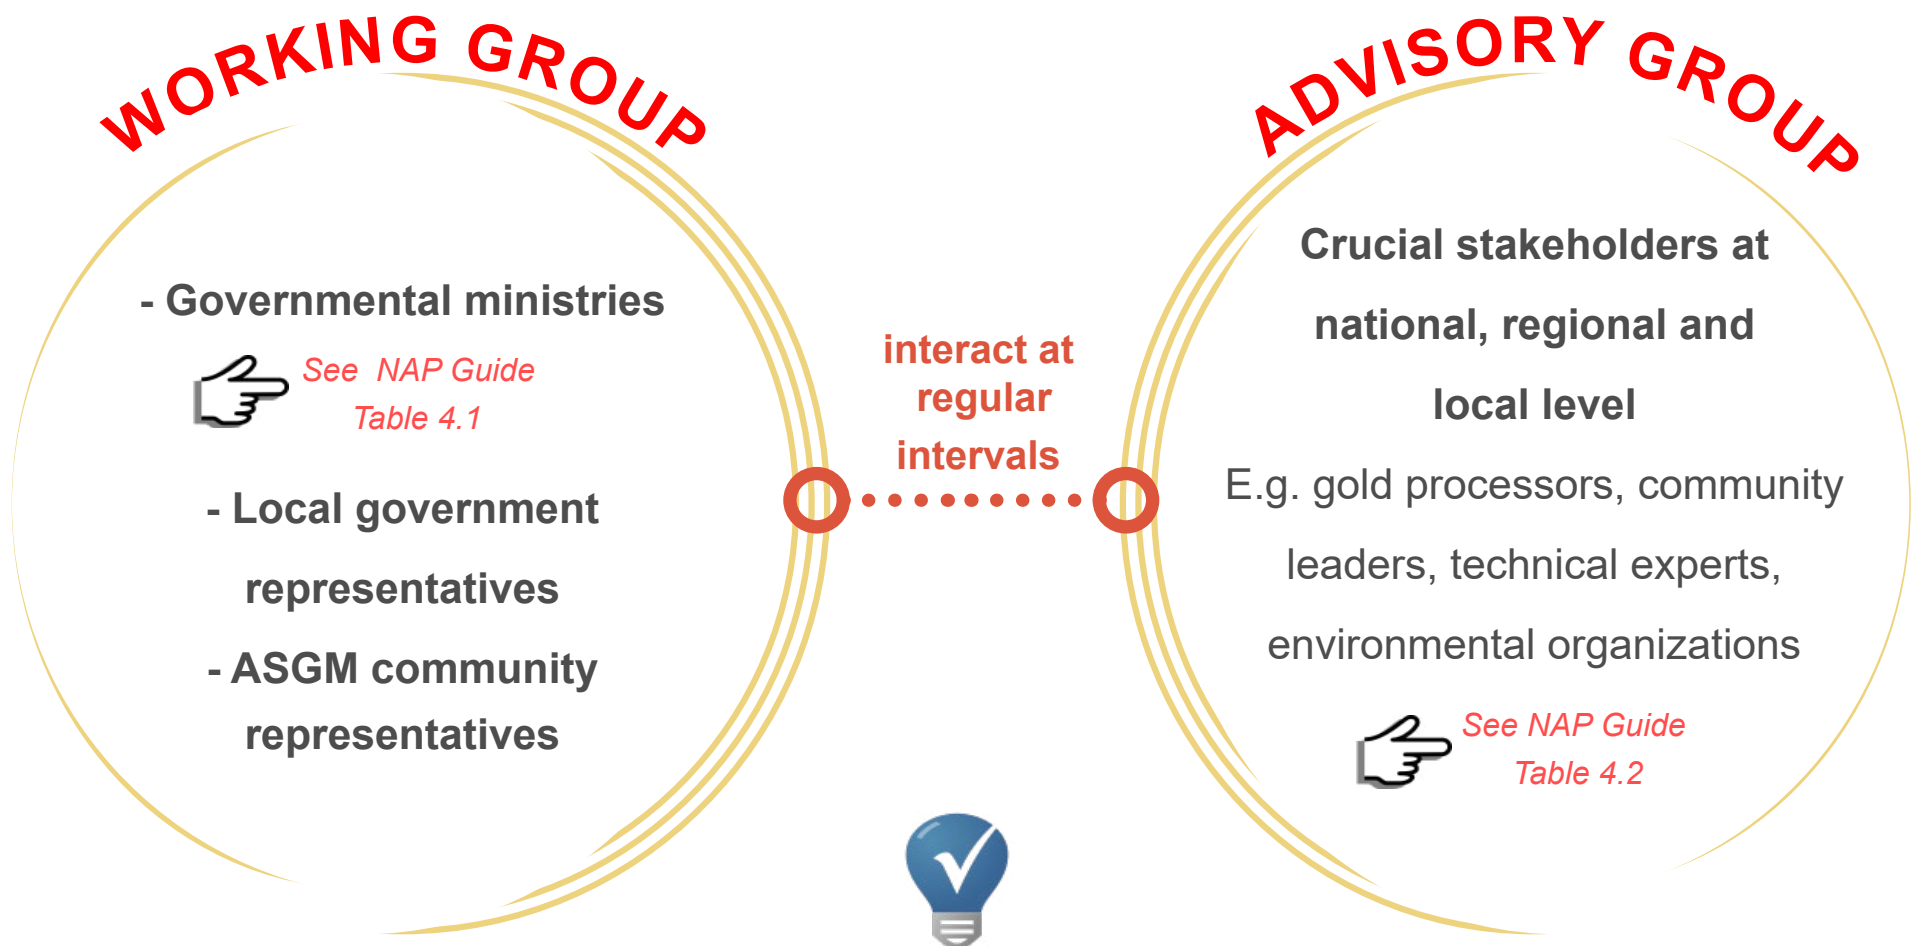 WORKING GROUP
- Governmental ministries
See NAP Guide
Table 4.1
- Local government
representatives
- ASGM community
representatives
interact at
regular
intervals
ADVISORY GROUP
Crucial stakeholders at
national, regional and
local level
E.g. gold processors, community
leaders, technical experts,
environmental organizations
See NAP Guide
Table 4.2